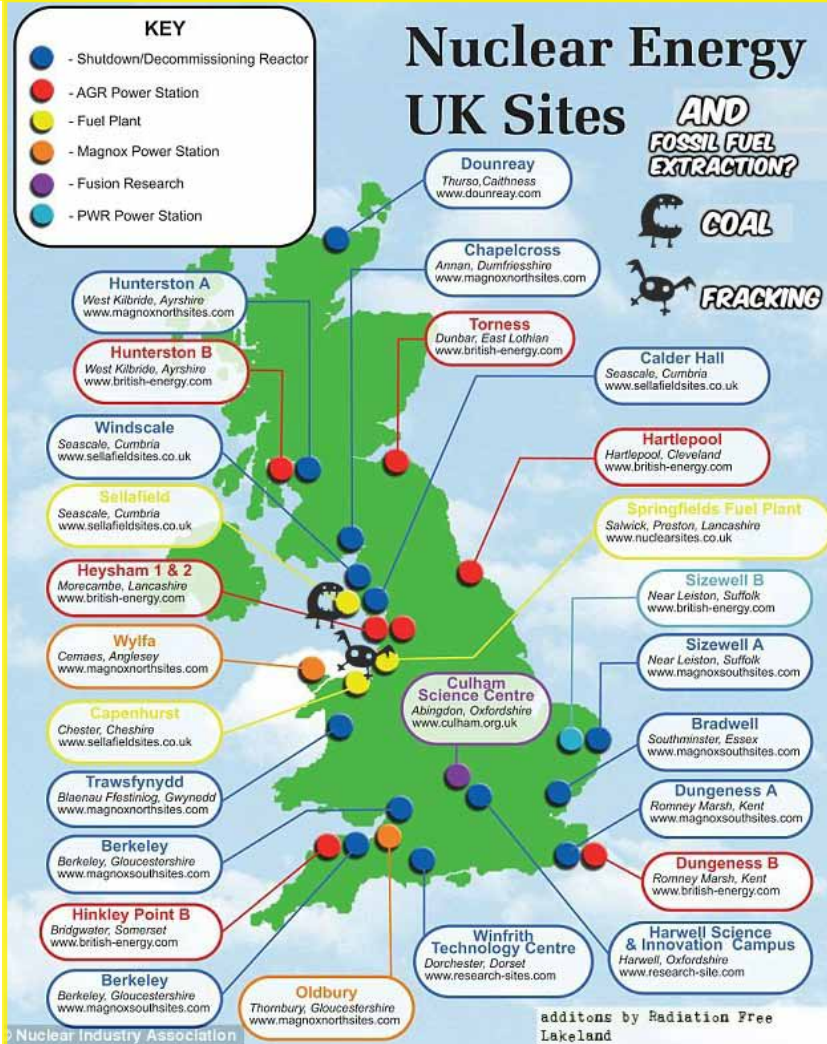 KEY
- Shutdown/Decommissioning Reactor
- AGR Power Station
- Fuel Plant
- Magnox Power Station
- Fusion Research
- PWR Power Station
Nuclear Energy
UK Sites
AND
FOSSIL FUEL
EXTRACTION?
COAL
FRACKING
Dounreay
Thurso,Caithness
www.dounreay.com
Chapelcross
Annan, Dumfriesshire
www.magnoxnorthsites.com
Hunterston A
West Kilbride, Ayrshire
www.magnoxnorthsites.com
Torness
Dunbar, East Lothian
www.british-energy.com
Hunterston B
West Kilbride, Ayrshire
www.british-energy.com
Calder Hall
Seascale, Cumbria
www.sellafieldsites.co.uk
Windscale
Seascale, Cumbria
www.sellafieldsites.co.uk
Hartlepool
Hartlepool, Cleveland
www.british-energy.com
Sellafield
Seascale, Cumbria
www.sellafieldsites.co.uk
Springfields Fuel Plant
Salwick, Preston, Lancashire
www.nuclearsites.co.uk
Heysham 1 & 2
Morecambe, Lancashire
www.british-energy.com
Sizewell B
Near Leiston, Suffolk
www.british-energy.com
Wylfa
Cemaes, Anglesey
www.magnoxnorthsites.com
Sizewell A
Near Leiston, Suffolk
www.magnoxsouthsites.com
Culham
Science Centre
Abingdon, Oxfordshire
www.culham.org.uk
Capenhurst
Chester, Cheshire
www.sellafieldsites.co.uk
Bradwell
Southminster, Essex
www.magnoxsouthsites.com
Trawsfynydd
Blaenau Ffestiniog, Gwynedd
www.magnoxnorthsites.com
Dungeness A
Romney Marsh, Kent
www.magnoxsouthsites.com
Berkeley
Berkeley, Gloucestershire
www.magnoxsouthsites.com
Dungeness B
Romney Marsh, Kent
www.british-energy.com
Hinkley Point B
Bridgwater, Somerset
www.british-energy.com
Winfrith
Technology Centre
Dorchester, Dorset
www.research-sites.com
Harwell Science
& Innovation Campus
Harwell, Oxfordshire
www.research-site.com
Berkeley
Berkeley, Gloucestershire
www.magnoxsouthsites.com
Oldbury
Thornbury, Gloucestershire
www.magnoxnorthsites.com
additons by Radiation Free
Lakeland
© Nuclear Industry Association